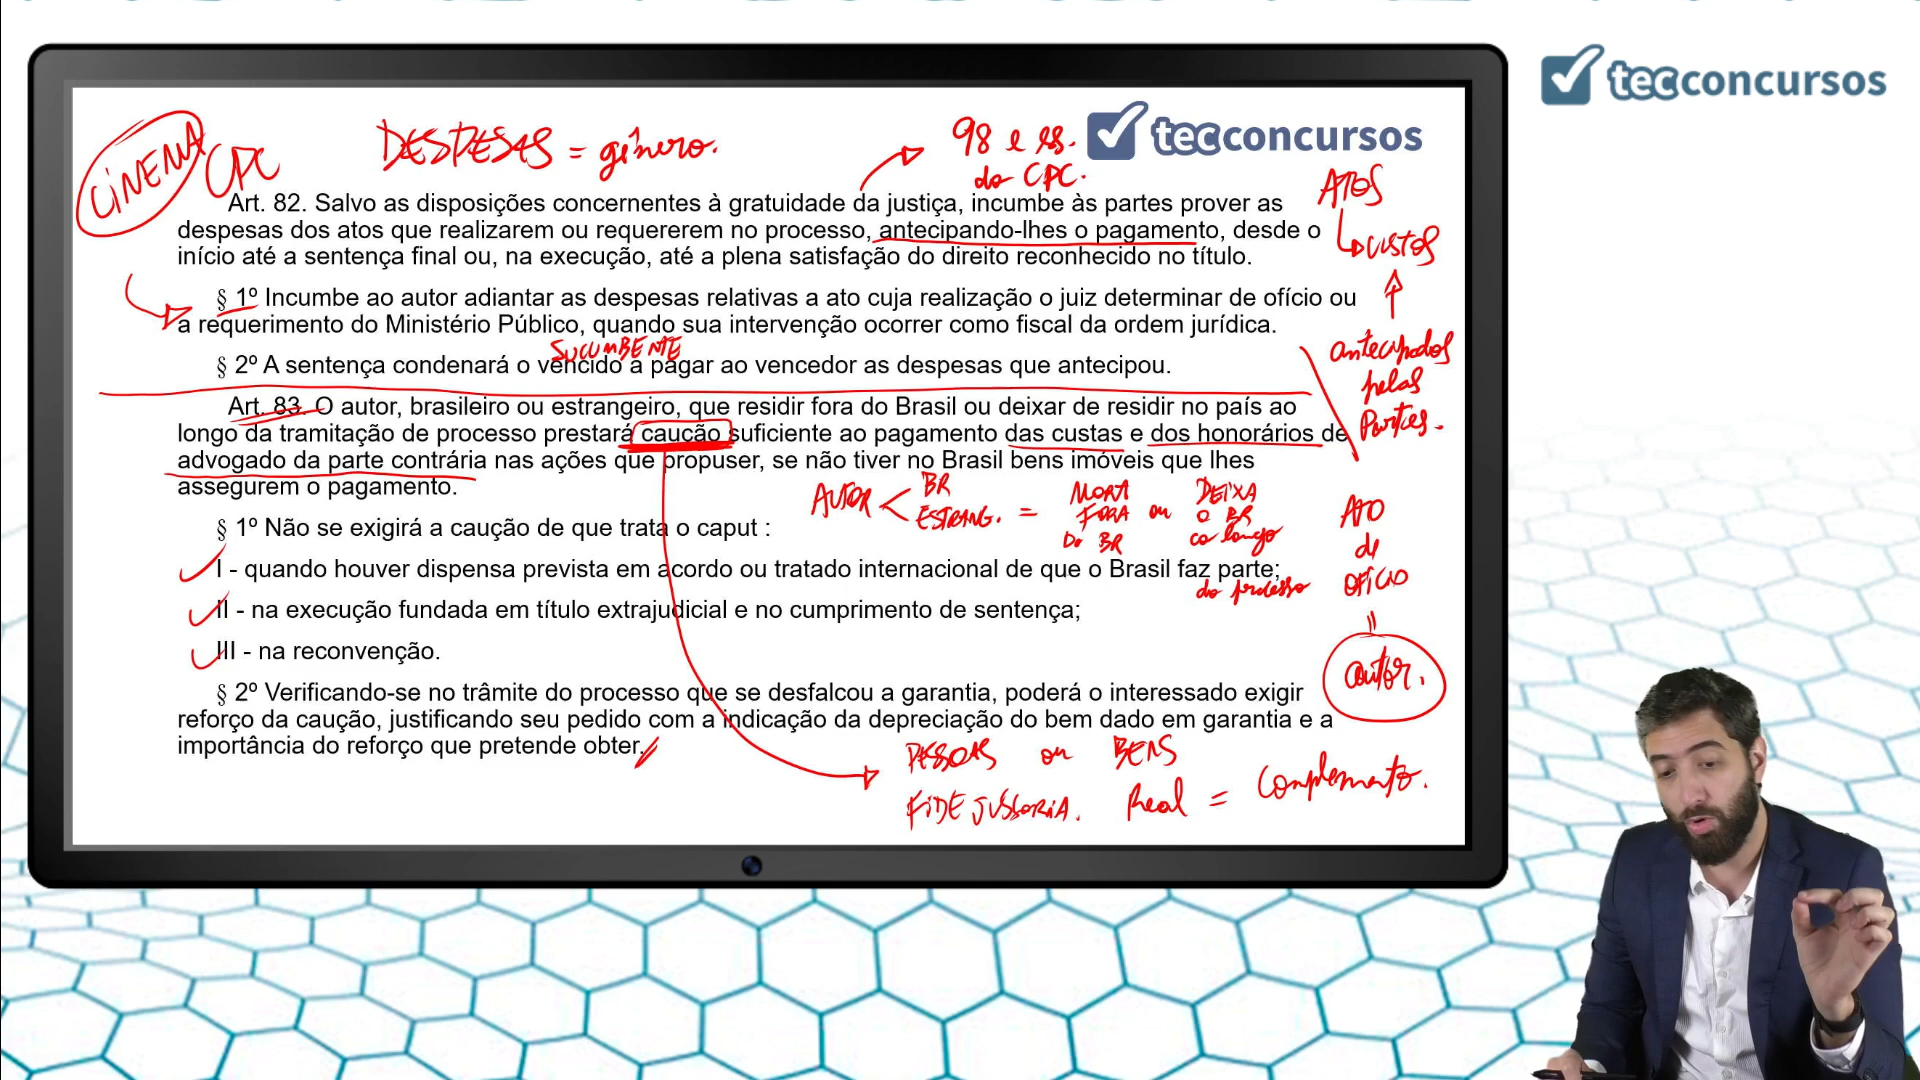 tecconcursos
tecconcursos
CINEMA
CPC
DESPESAS = gênero.
98 e ss.
do CPC.
ATOS
CUSTOS
Art. 82. Salvo as disposições concernentes à gratuidade da justiça, incumbe às partes prover as
despesas dos atos que realizarem ou requererem no processo, antecipando-lhes o pagamento, desde o
início até a sentença final ou, na execução, até a plena satisfação do direito reconhecido no título.
§ 1º Incumbe ao autor adiantar as despesas relativas a ato cuja realização o juiz determinar de ofício ou
a requerimento do Ministério Público, quando sua intervenção ocorrer como fiscal da ordem jurídica.
SUCUMBENTE
§ 2º A sentença condenará o vencido a pagar ao vencedor as despesas que antecipou.
antecipados
pelas
Partes.
Art. 83. O autor, brasileiro ou estrangeiro, que residir fora do Brasil ou deixar de residir no país ao
longo da tramitação de processo prestará caução suficiente ao pagamento das custas e dos honorários de
advogado da parte contrária nas ações que propuser, se não tiver no Brasil bens imóveis que lhes
assegurem o pagamento.
AUTOR < BR
ESTRANG. = MORA FORA Do BR ou DEIXA O BR ao longo do processo
§ 1º Não se exigirá a caução de que trata o caput :
I - quando houver dispensa prevista em acordo ou tratado internacional de que o Brasil faz parte;
II - na execução fundada em título extrajudicial e no cumprimento de sentença;
III - na reconvenção.
ATO
de
OFÍCIO
=
autor.
§ 2º Verificando-se no trâmite do processo que se desfalcou a garantia, poderá o interessado exigir
reforço da caução, justificando seu pedido com a indicação da depreciação do bem dado em garantia e a
importância do reforço que pretende obter.
PESSOAS ou BENS
FIDEJUSSORIA. Real = Complemento.